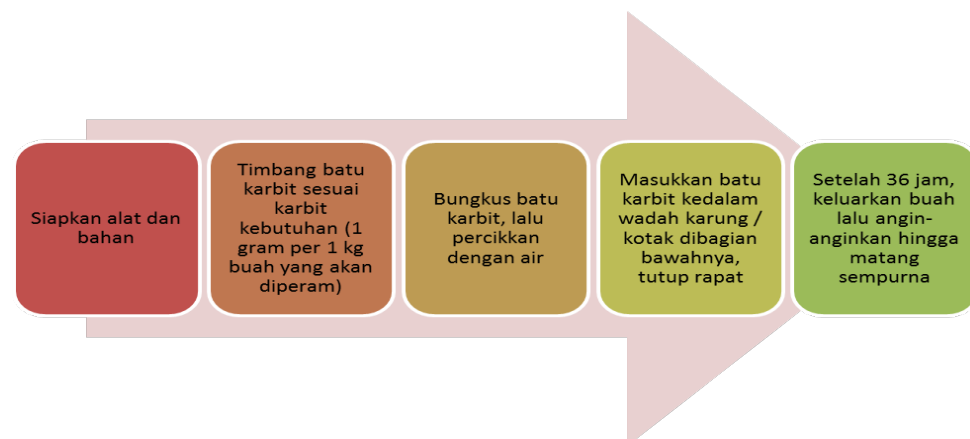 Siapkan alat dan
bahan
Timbang batu
karbit sesuai
karbit
kebutuhan (1
gram per 1 kg
buah yang akan
diperam)
Bungkus batu
karbit, lalu
percikkan
dengan air
Masukkan batu
karbit kedalam
wadah karung /
kotak dibagian
bawahnya,
tutup rapat
Setelah 36 jam,
keluarkan buah
lalu angin-
anginkan hingga
matang
sempurna